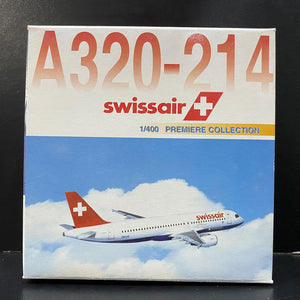 A320-214
swissair
1/400 PREMIERE COLLECTION
swissair